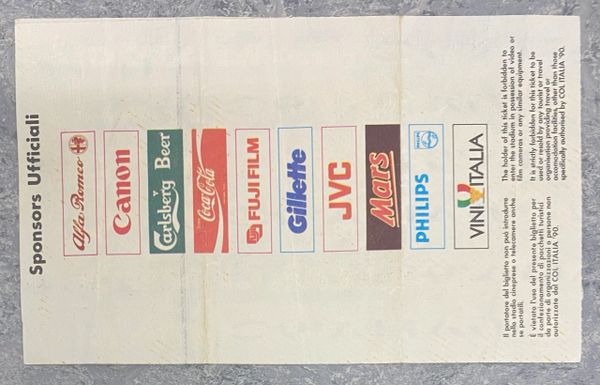 Sponsors Ufficiali
Alfa Romeo
Canon
Carlsberg Beer
Coca-Cola
FUJI FILM
Gillette
JVC
Mars
PHILIPS PHILIPS
VINI ITALIA
Il portatore del biglietto non può introdurre
nello stadio cineprese o telecamere anche
se portatili.
È vietato l'uso del presente biglietto per
il confezionamento di pacchetti turistici
da parte di organizzazioni o persone non
autorizzate dal COL ITALIA '90.
The holder of this ticket is forbidden to
enter the stadium in possession of video or
film cameras or any similar equipment.
It is strictly forbidden for this ticket to be
used or resold by any tourist or travel
organisation providing travel or
accomodation facilities, other than those
specifically authorised by COL ITALIA '90.